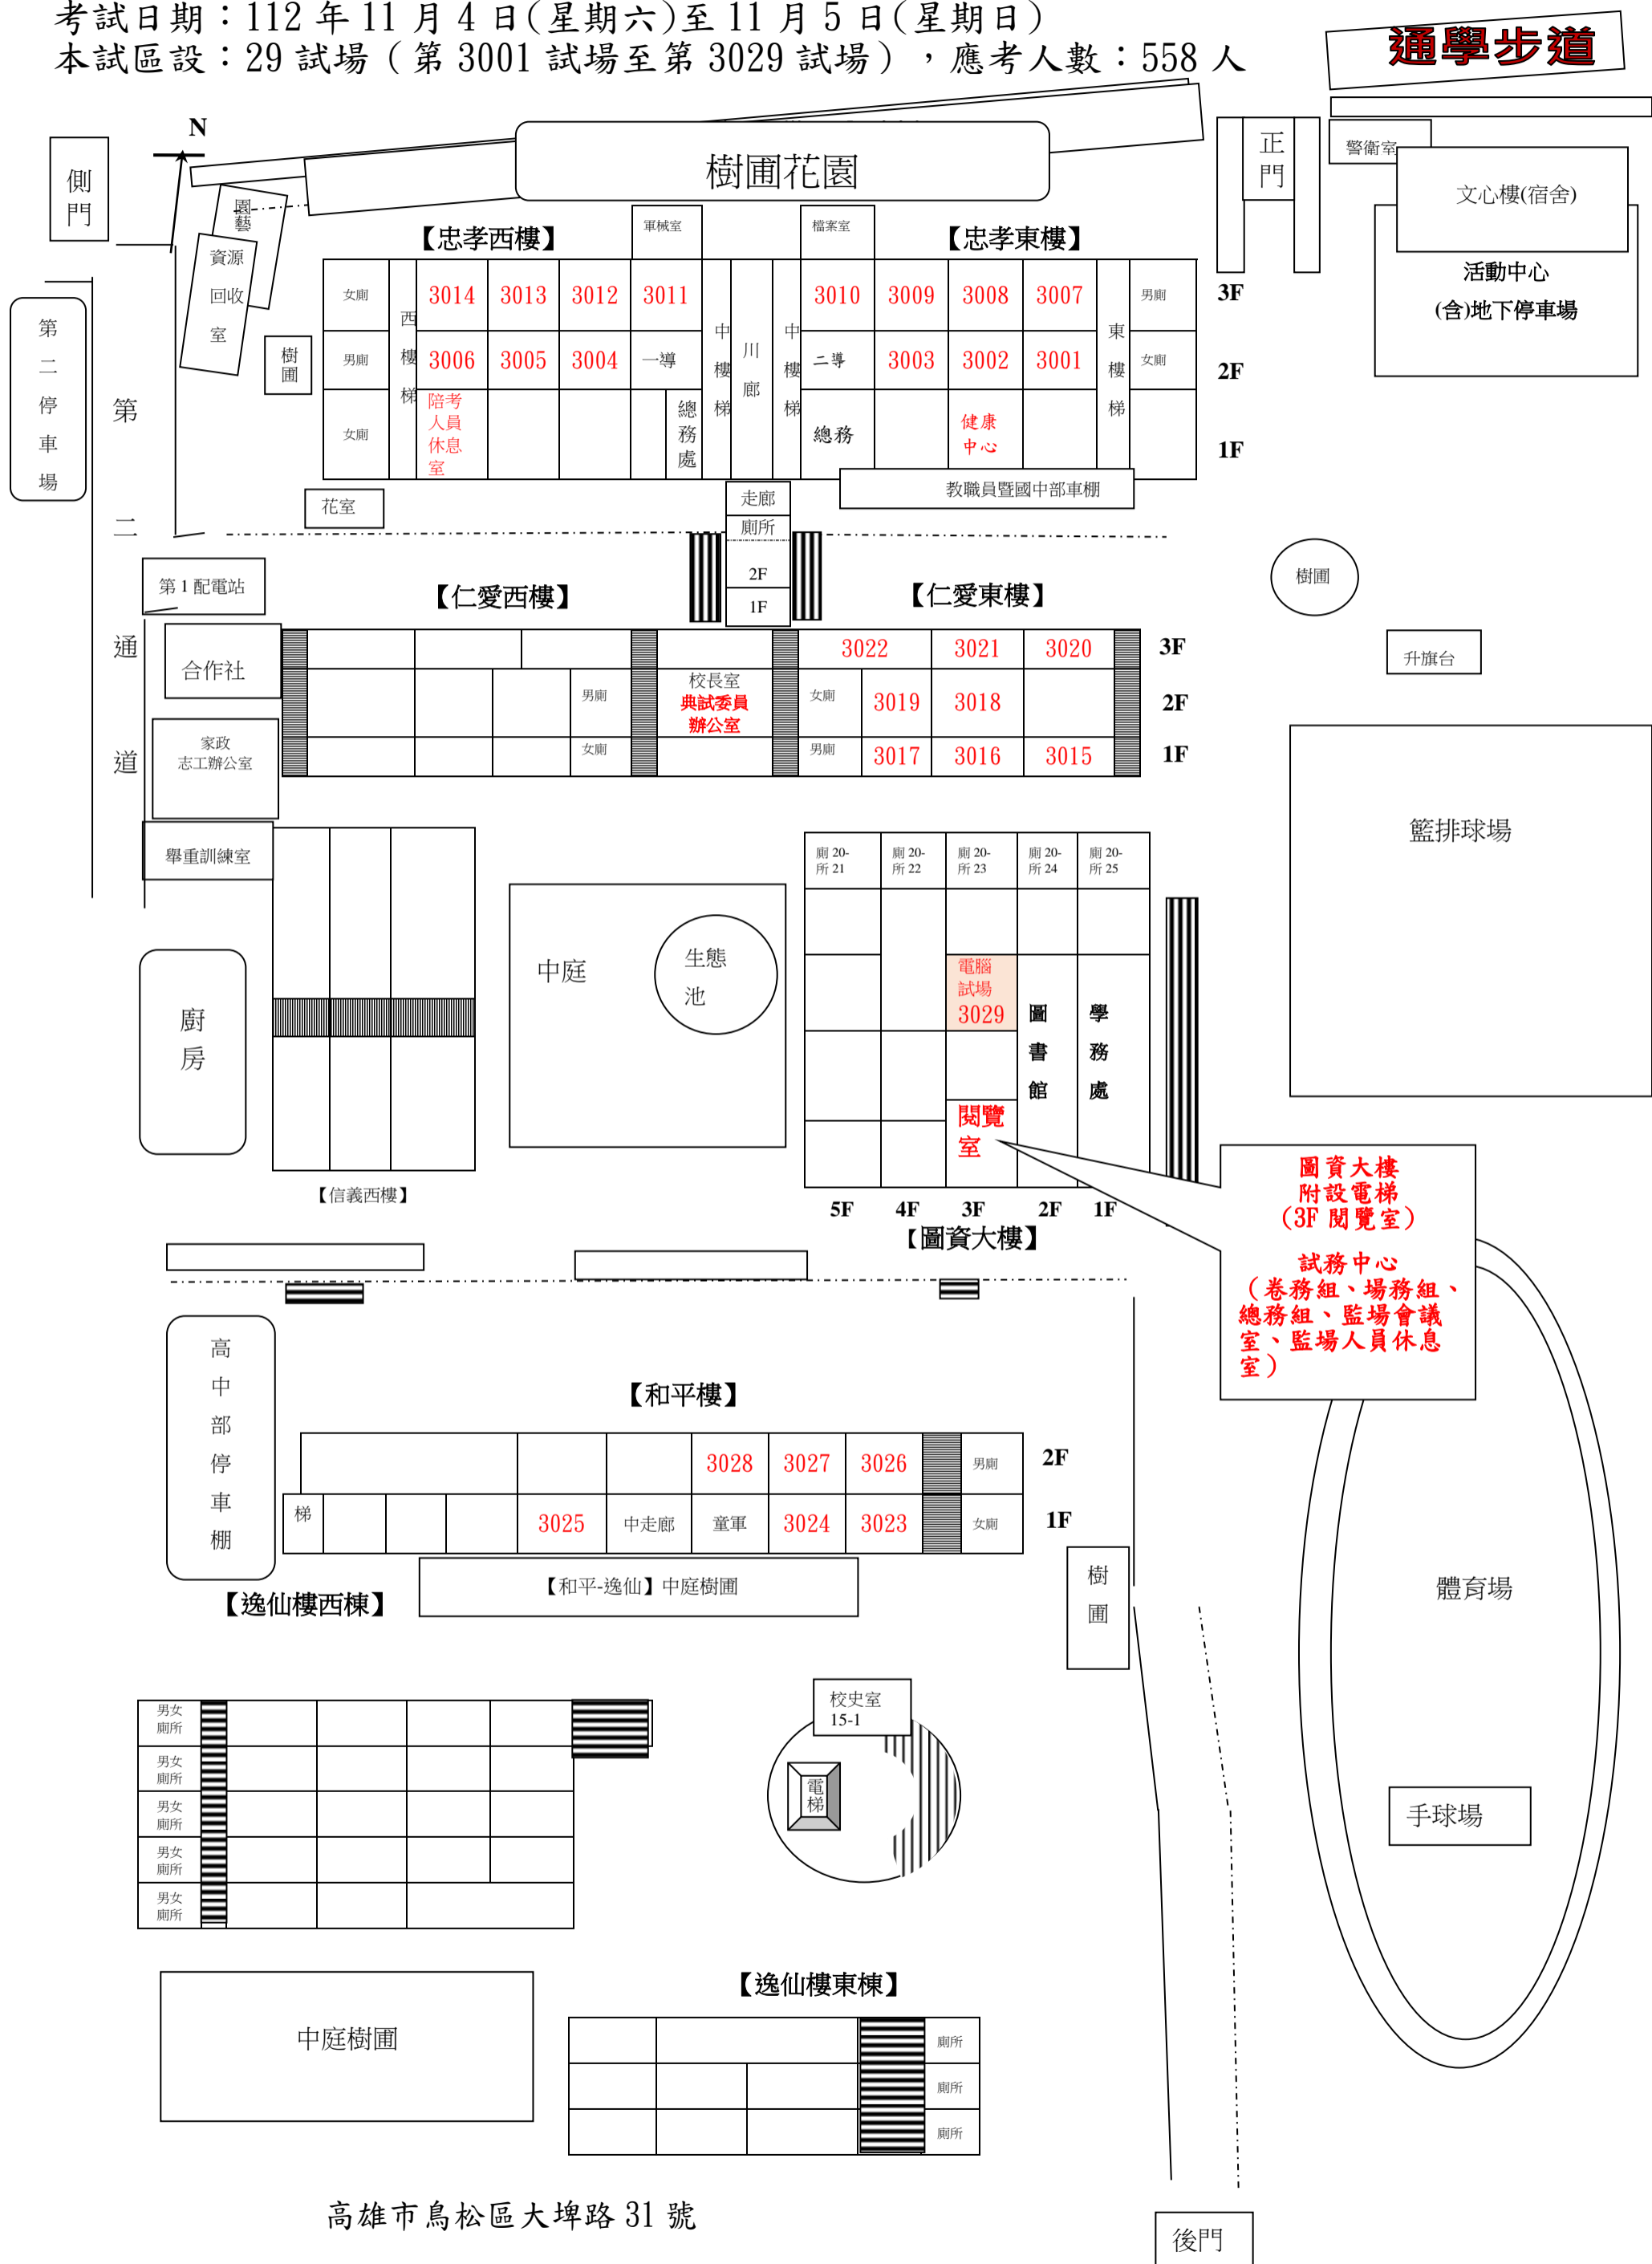 考試日期：112 年 11 月 4 日(星期六)至 11 月 5 日(星期日)
本試區設：29 試場（第 3001 試場至第 3029 試場），應考人數：558 人
通學步道
N
側門
樹圃花園
正門
警衛室
文心樓(宿舍)
活動中心
(含)地下停車場
園藝
資源
回收
室
樹圃
第二停車場
第二通道
【忠孝西樓】
軍械室
檔案室
【忠孝東樓】
女廁
西樓梯
3014
3013
3012
3011
中樓梯
川廊
中樓梯
3010
3009
3008
3007
東樓梯
男廁
3F
男廁
3006
3005
3004
一導
二導
3003
3002
3001
女廁
2F
女廁
陪考
人員
休息
室
總務處
總務
健康
中心
1F
教職員暨國中部車棚
花室
走廊
廁所
2F
1F
第 1 配電站
【仁愛西樓】
【仁愛東樓】
樹圃
升旗台
合作社
3022
3021
3020
3F
男廁
校長室
典試委員
辦公室
女廁
3019
3018
2F
女廁
男廁
3017
3016
3015
1F
家政
志工辦公室
舉重訓練室
籃排球場
廚房
中庭
生態
池
廁 20-
所 21
廁 20-
所 22
廁 20-
所 23
廁 20-
所 24
廁 20-
所 25
電腦
試場
3029
圖書館
學務處
閱覽
室
【信義西樓】
5F
4F
3F
2F
1F
【圖資大樓】
圖資大樓
附設電梯
（3F 閱覽室）
試務中心
（卷務組、場務組、
總務組、監場會議
室、監場人員休息
室）
高中部停車棚
【和平樓】
3028
3027
3026
男廁
2F
梯
3025
中走廊
童軍
3024
3023
女廁
1F
【和平-逸仙】中庭樹圃
【逸仙樓西棟】
樹圃
體育場
手球場
男女
廁所
男女
廁所
男女
廁所
男女
廁所
男女
廁所
校史室
15-1
電梯
中庭樹圃
【逸仙樓東棟】
廁所
廁所
廁所
高雄市鳥松區大埤路 31 號
後門